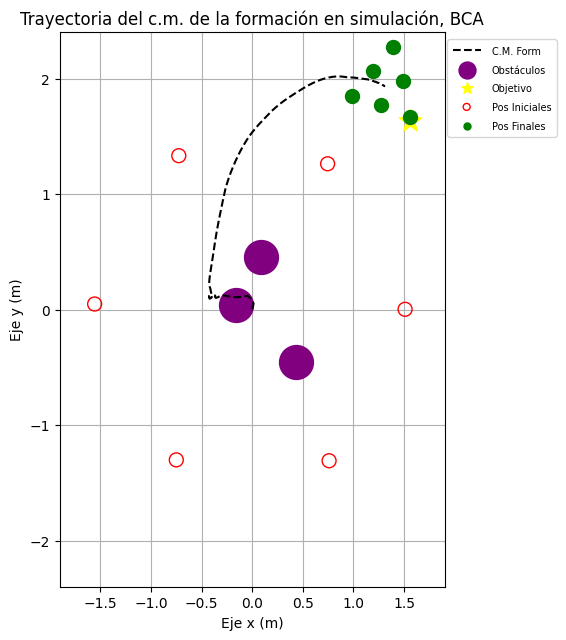 Trayectoria del c.m. de la formación en simulación, BCA
C.M. Form
Obstáculos
Objetivo
Pos Iniciales
Pos Finales
Eje y (m)
2
1
0
−1
−2
−1.5
−1.0
−0.5
0.0
0.5
1.0
1.5
Eje x (m)